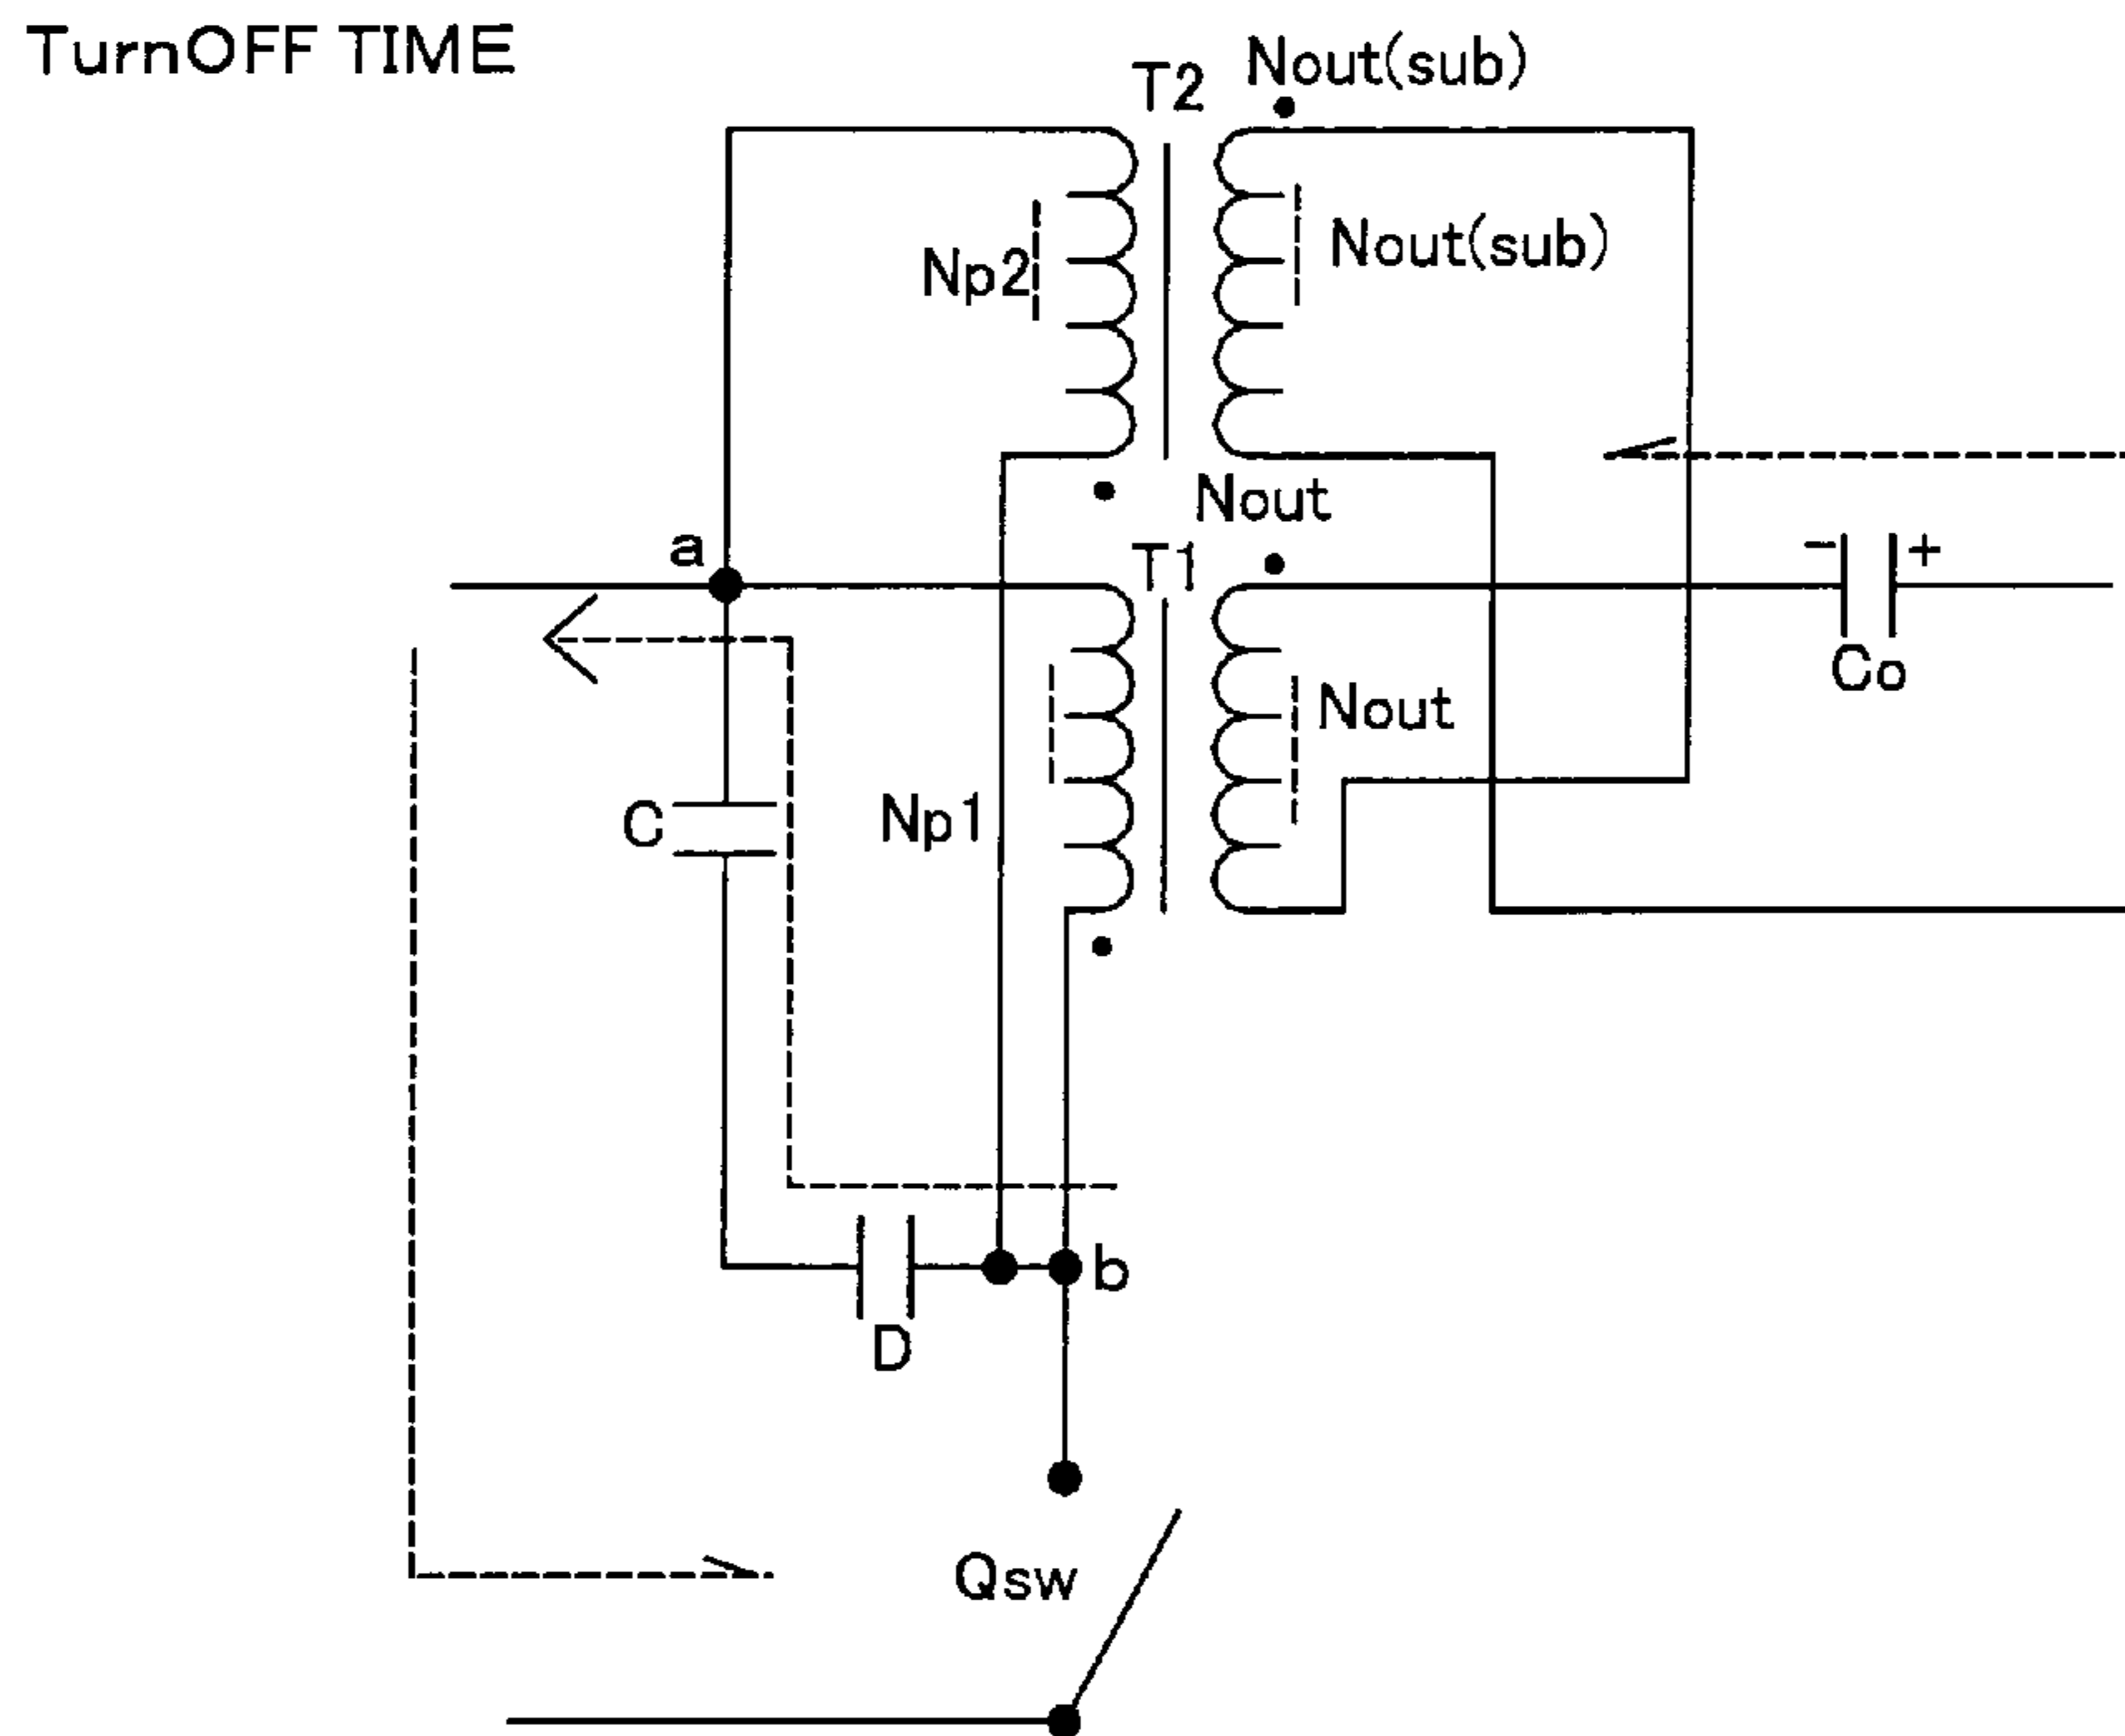 TurnOFF TIME
T2
Nout(sub)
Np2
Nout(sub)
Nout
a
T1
- +
Co
Nout
C
Np1
b
D
Qsw